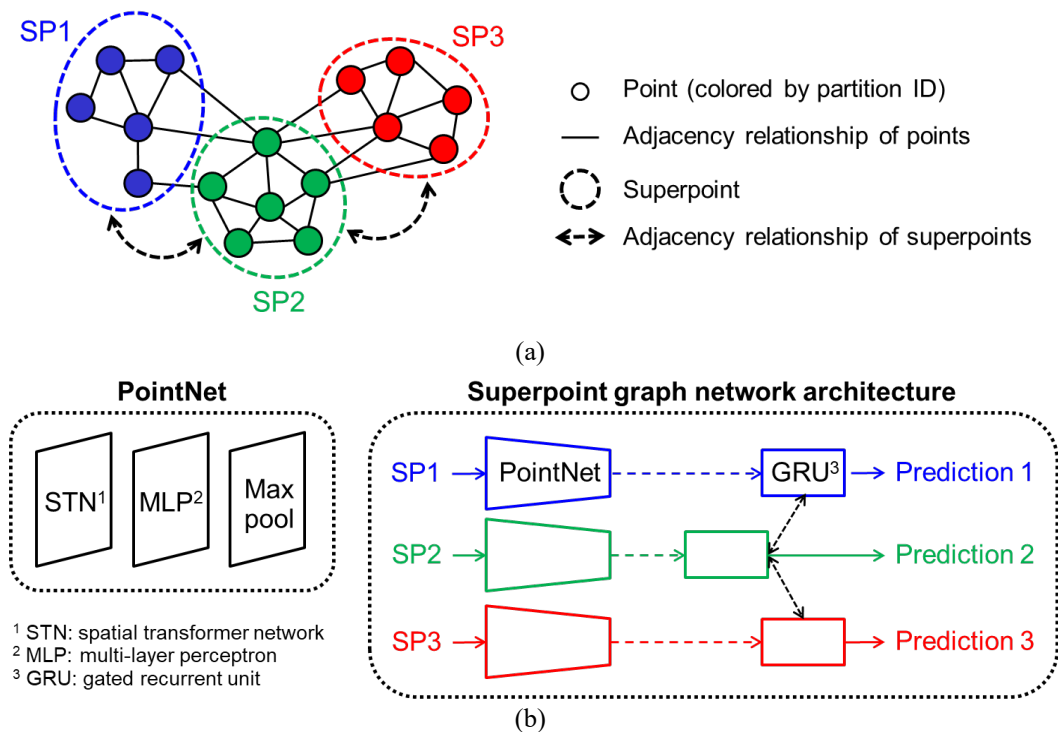 SP1
SP3
SP2
Point (colored by partition ID)
Adjacency relationship of points
Superpoint
Adjacency relationship of superpoints
(a)
PointNet
STN¹
MLP²
Max
pool
¹ STN: spatial transformer network
² MLP: multi-layer perceptron
³ GRU: gated recurrent unit
Superpoint graph network architecture
SP1 PointNet GRU³ Prediction 1
SP2 Prediction 2
SP3 Prediction 3
(b)